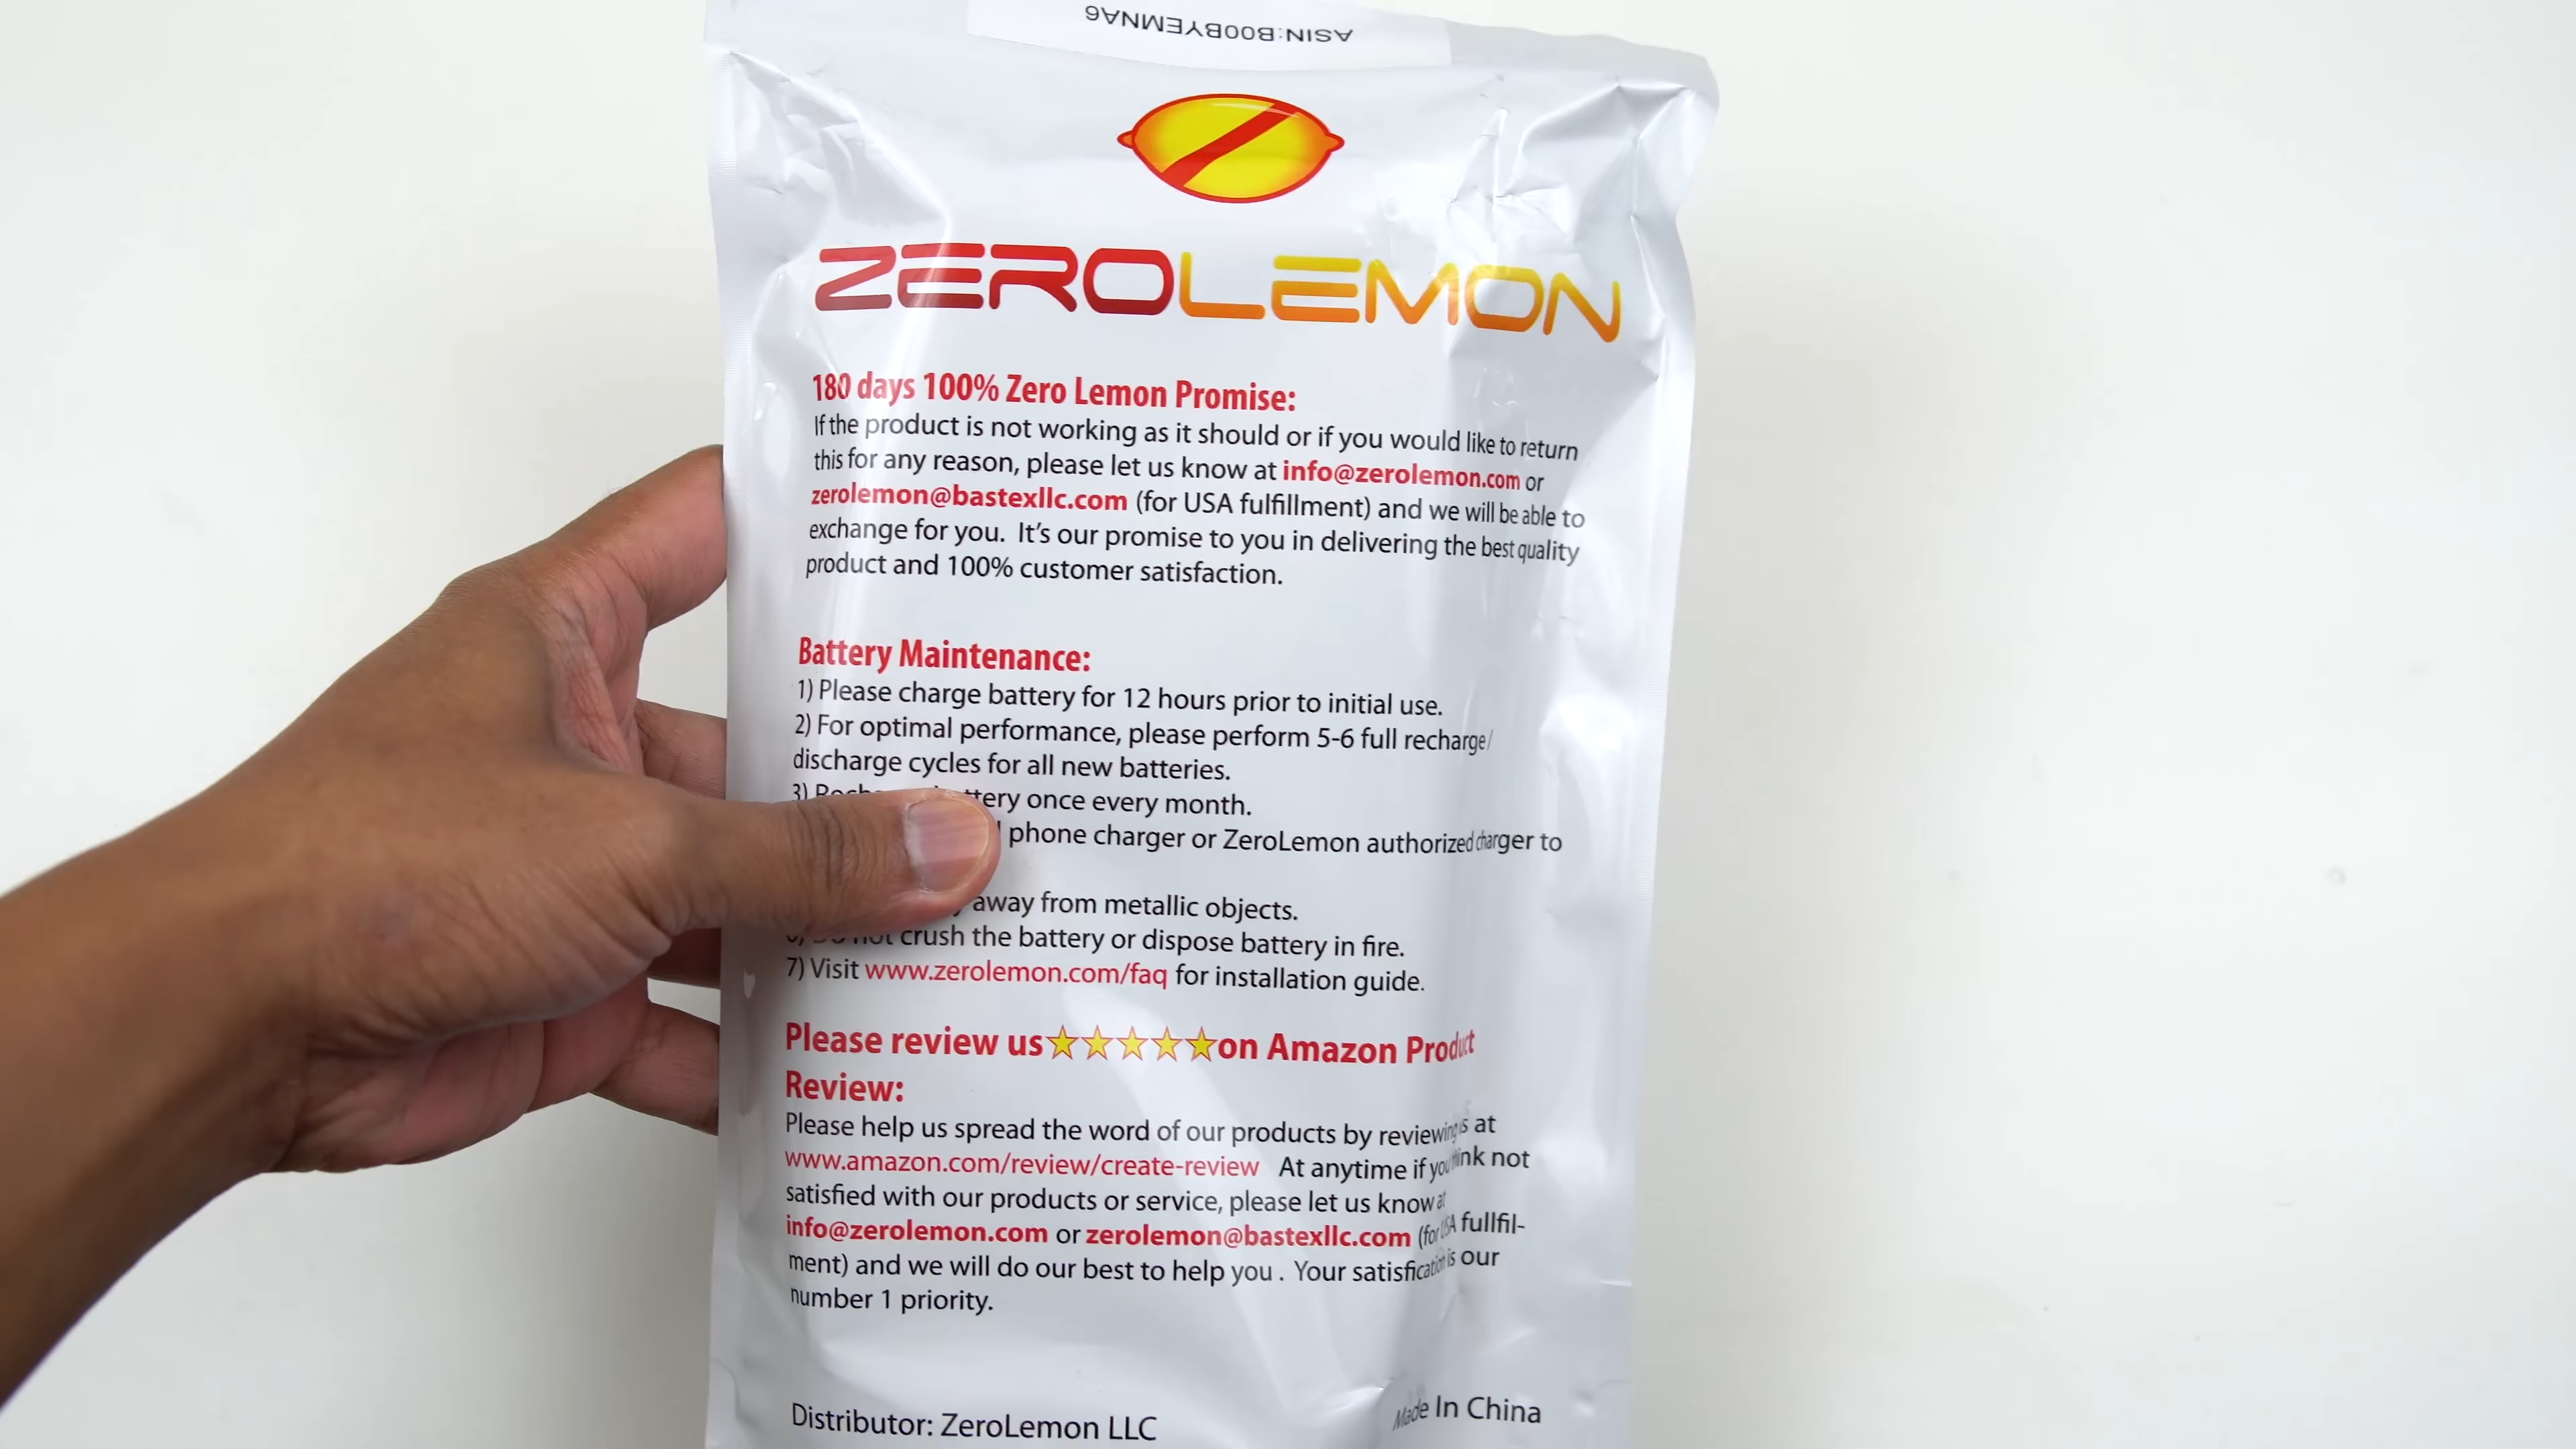 ASIN:B00BYEMNA6
ZEROLEMON
180 days 100% Zero Lemon Promise:
If the product is not working as it should or if you would like to return
this for any reason, please let us know at info@zerolemon.com or
zerolemon@bastexllc.com (for USA fulfillment) and we will be able to
exchange for you. It's our promise to you in delivering the best quality
product and 100% customer satisfaction.
Battery Maintenance:
1) Please charge battery for 12 hours prior to initial use.
2) For optimal performance, please perform 5-6 full recharge/
discharge cycles for all new batteries.
3) once every month.
phone charger or ZeroLemon authorized charger to
away from metallic objects.
not crush the battery or dispose battery in fire.
7) Visit www.zerolemon.com/faq for installation guide.
Please review us★★★★★on Amazon Product
Review:
Please help us spread the word of our products by reviewing at
www.amazon.com/review/create-review At anytime if you think not
satisfied with our products or service, please let us know at
info@zerolemon.com or zerolemon@bastexllc.com (for USA fullfil-
ment) and we will do our best to help you . Your satisfication is our
number 1 priority.
Distributor: ZeroLemon LLC
Made In China